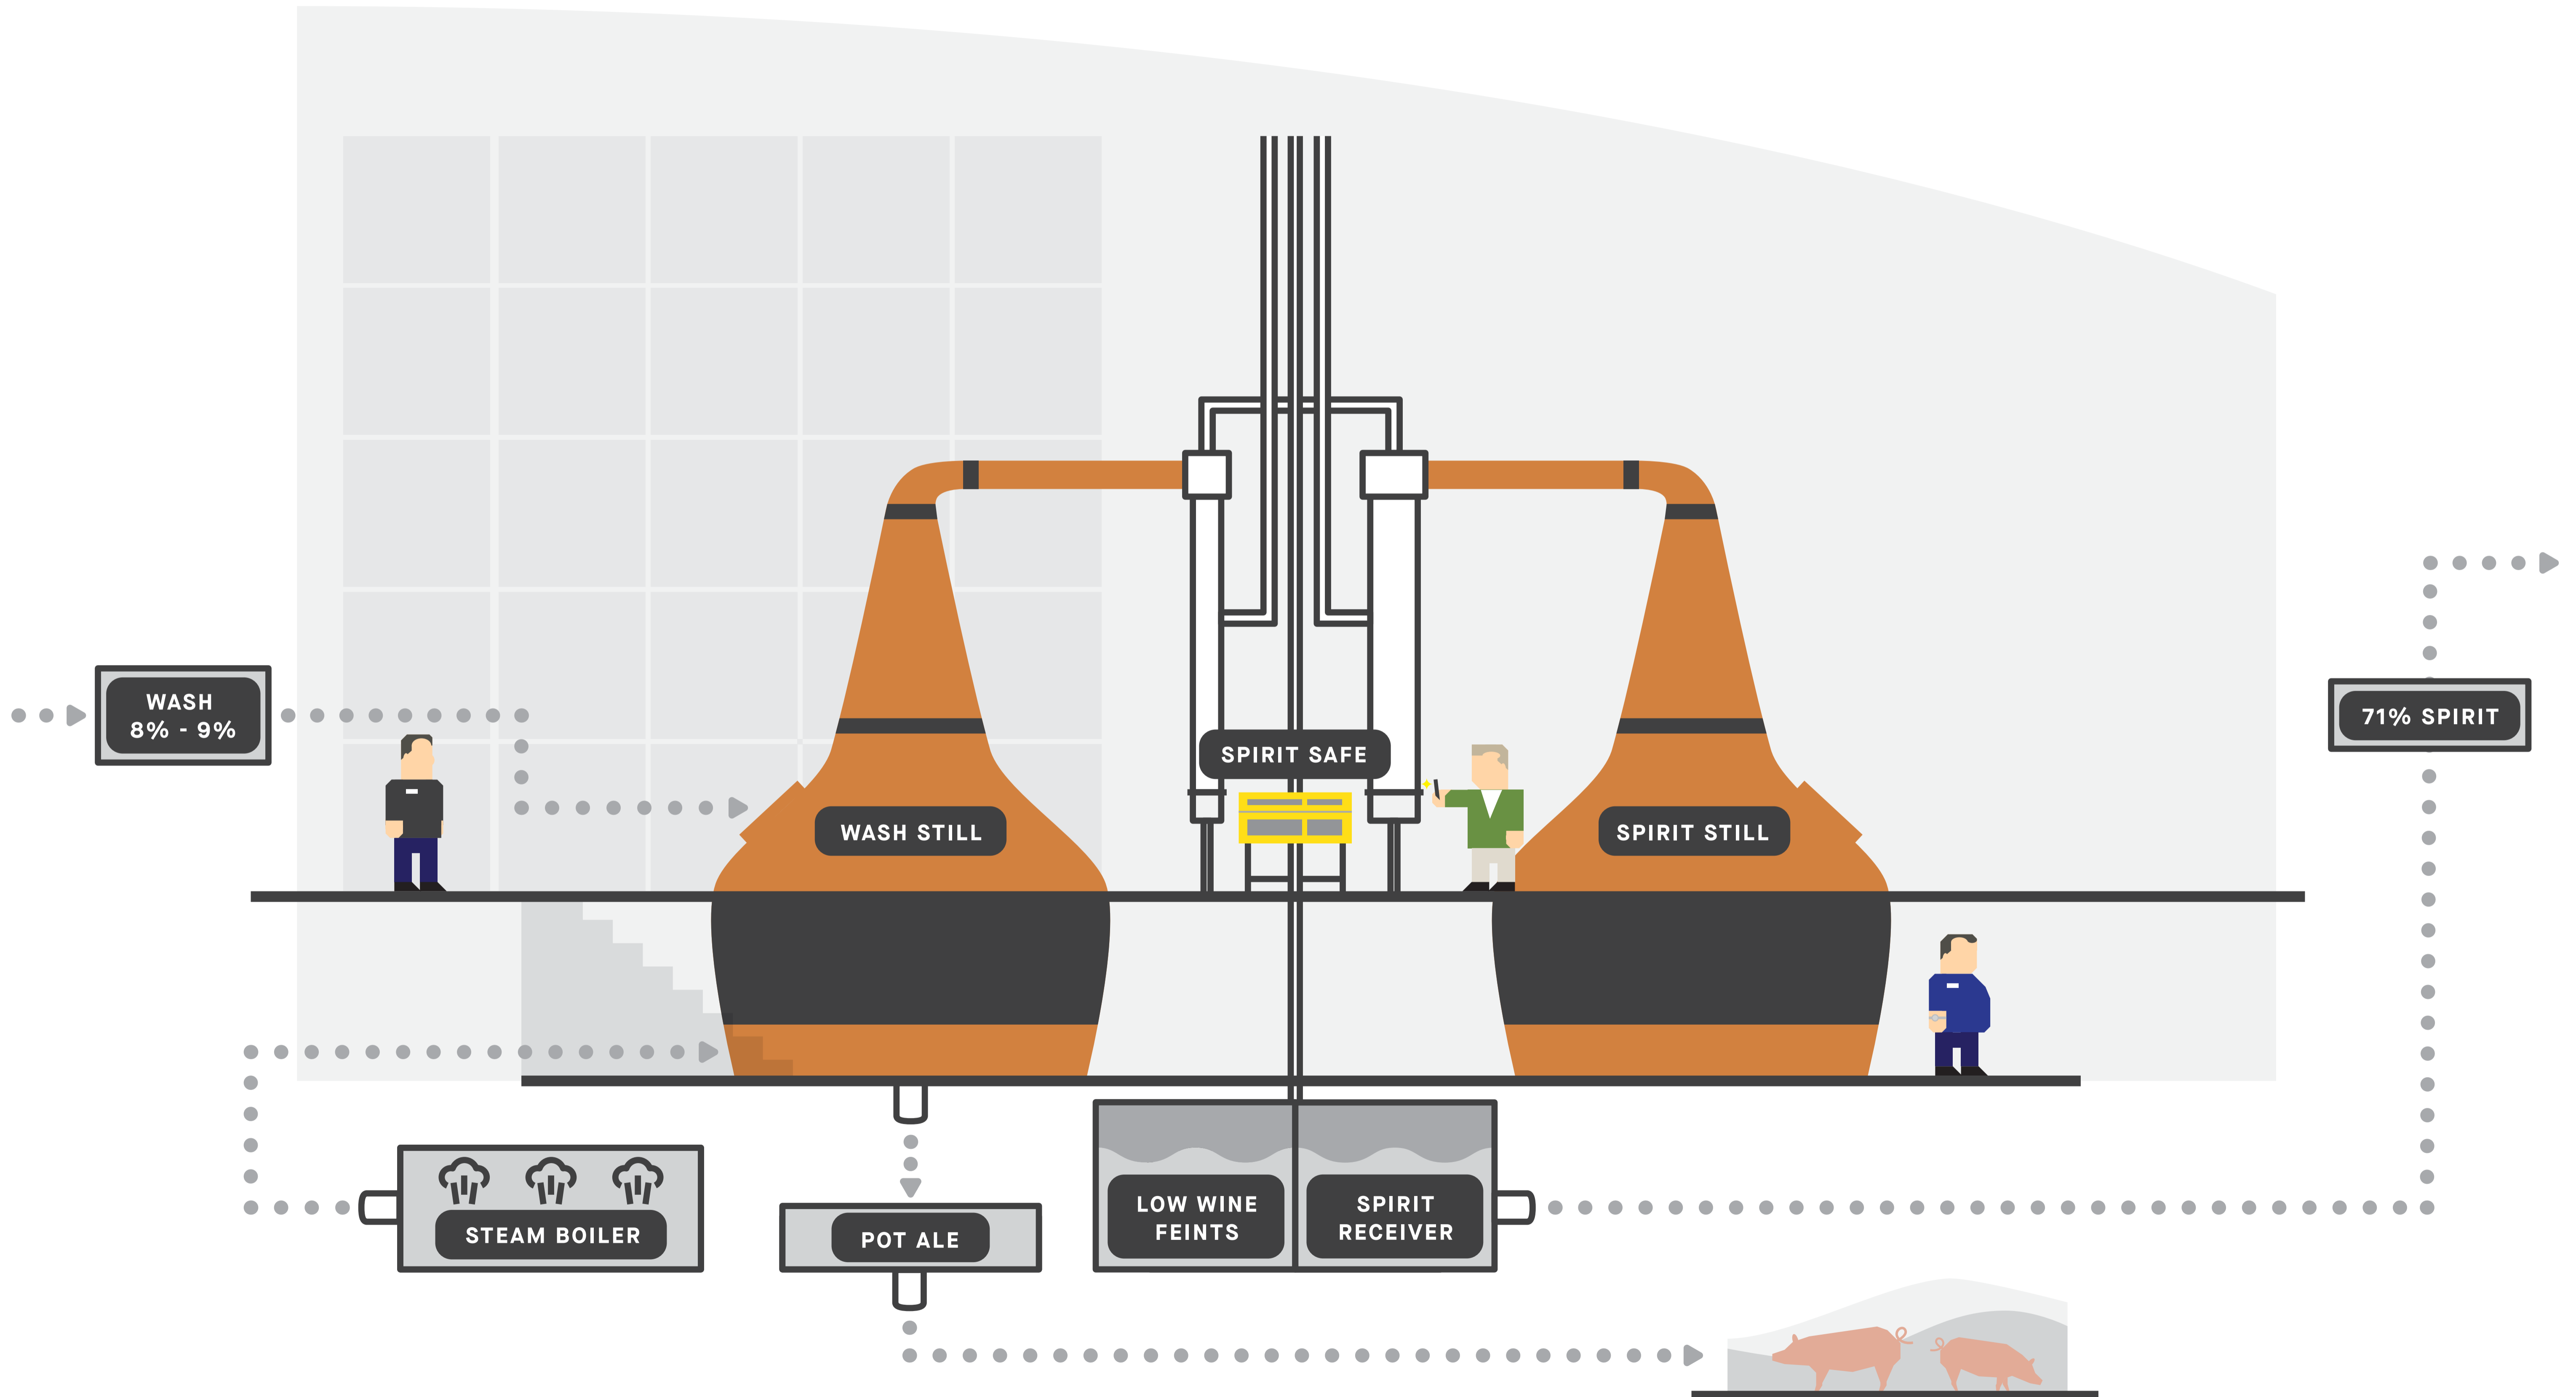 WASH
8% - 9%
71% SPIRIT
SPIRIT SAFE
WASH STILL
SPIRIT STILL
LOW WINE
FEINTS
SPIRIT
RECEIVER
STEAM BOILER
POT ALE